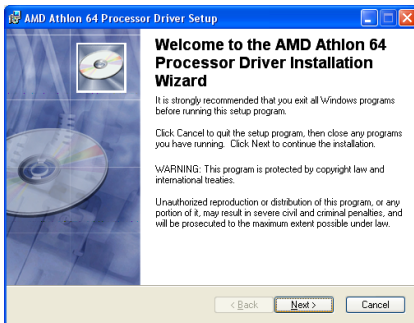 AMD Athlon 64 Processor Driver Setup
Welcome to the AMD Athlon 64
Processor Driver Installation
Wizard
It is strongly recommended that you exit all Windows programs
before running this setup program.
Click Cancel to quit the setup program, then close any programs
you have running. Click Next to continue the installation.
WARNING: This program is protected by copyright law and
international treaties.
Unauthorized reproduction or distribution of this program, or any
portion of it, may result in severe civil and criminal penalties, and
will be prosecuted to the maximum extent possible under law.
< Back Next > Cancel